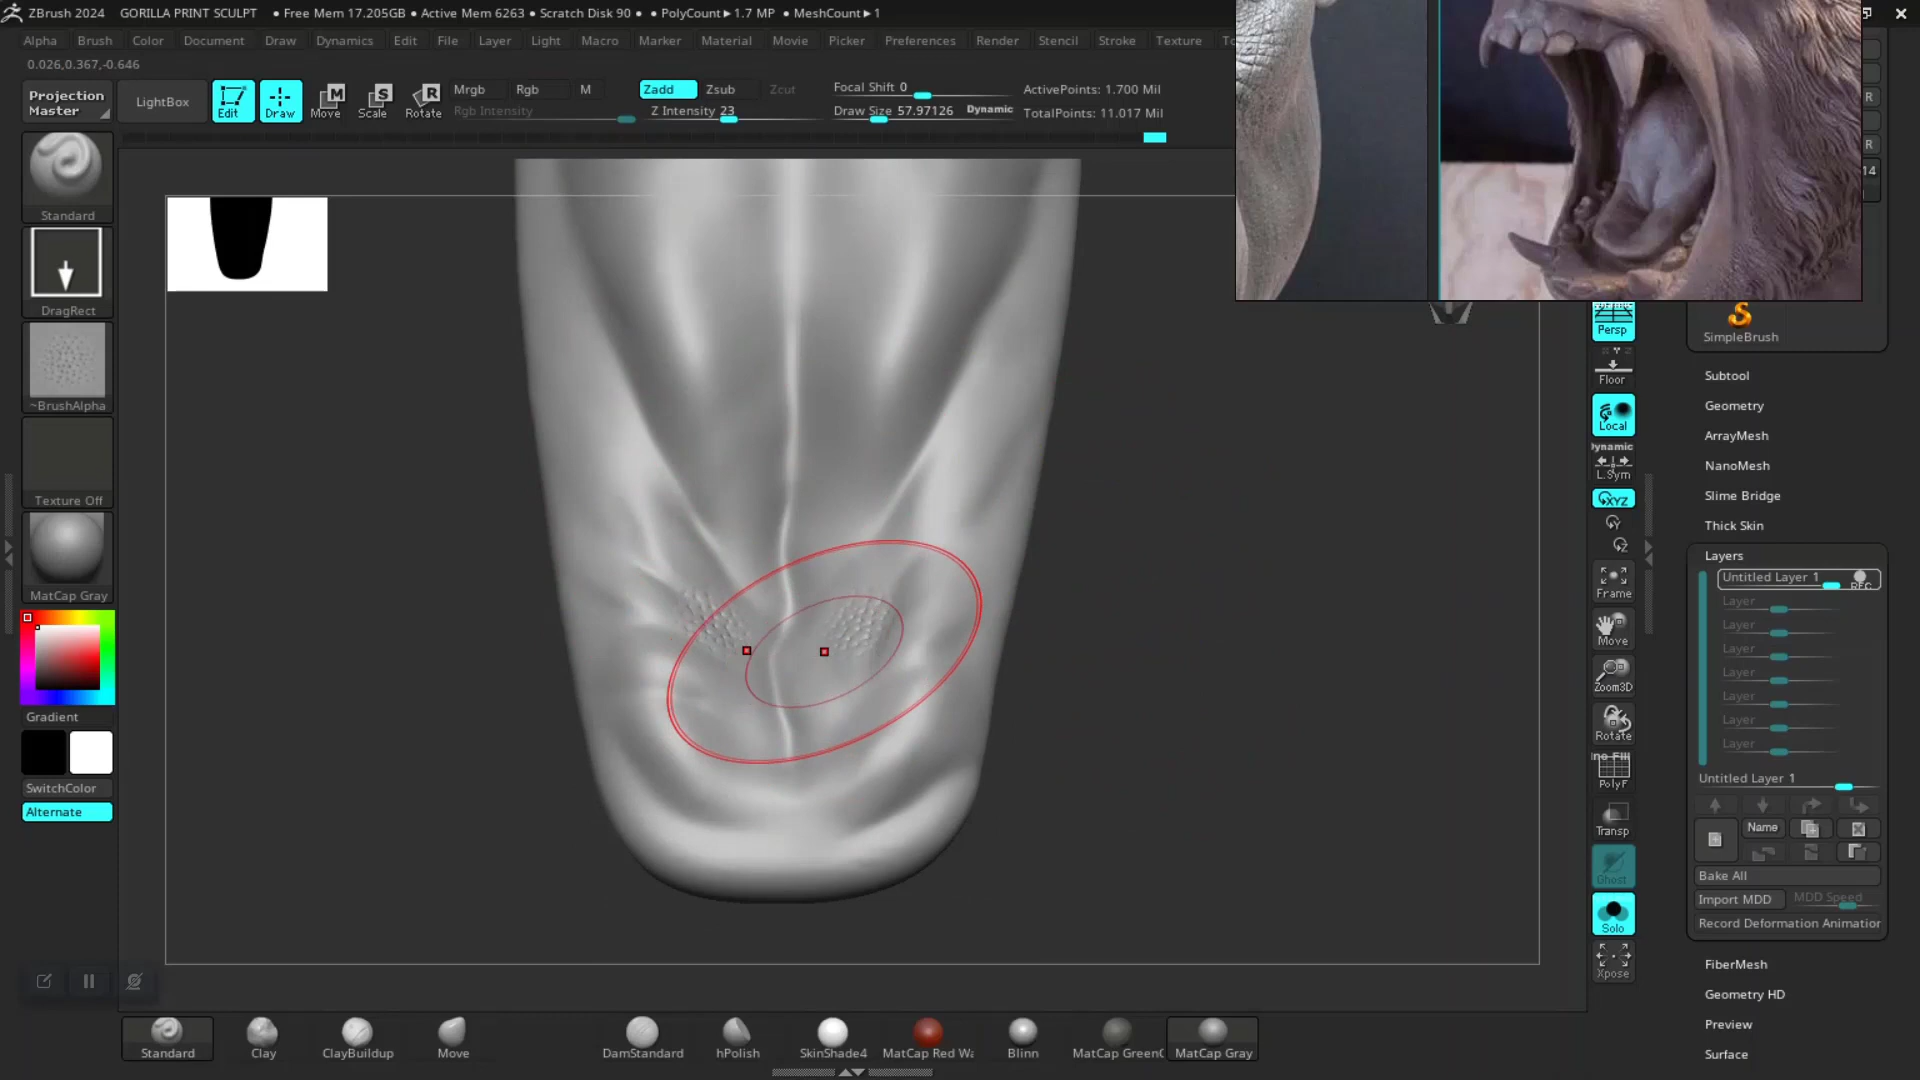 ZBrush 2024 GORILLA PRINT SCULPT • Free Mem 17.205GB • Active Mem 6263 • Scratch Disk 90 • • PolyCount▸1.7 MP • MeshCount▸1
Alpha Brush Color Document Draw Dynamics Edit File Layer Light Macro Marker Material Movie Picker Preferences Render Stencil Stroke Texture
0.026,0.367,-0.646
Projection Master
LightBox
Edit
Draw
M
Move
S
Scale
R
Rotate
Mrgb Rgb M
Rgb Intensity
Zadd Zsub Zcut
Z Intensity 23
Focal Shift 0
Draw Size 57.97126 Dynamic
ActivePoints: 1.700 Mil
TotalPoints: 11.017 Mil
R
R
14
Standard
DragRect
~BrushAlpha
Texture Off
MatCap Gray
Gradient
SwitchColor
Alternate
Persp
Floor
Local
Dynamic
L.Sym
XYZ
Y
Z
Frame
Move
Zoom3D
Rotate
PolyF
Transp
Ghost
Solo
Xpose
SimpleBrush
Subtool
Geometry
ArrayMesh
NanoMesh
Slime Bridge
Thick Skin
Layers
Untitled Layer 1 REC
Layer
Layer
Layer
Layer
Layer
Layer
Layer
Untitled Layer 1
Name
Bake All
Import MDD MDD Speed
Record Deformation Animation
FiberMesh
Geometry HD
Preview
Surface
Standard Clay ClayBuildup Move DamStandard hPolish SkinShade4 MatCap Red Wa Blinn MatCap GreenC MatCap Gray